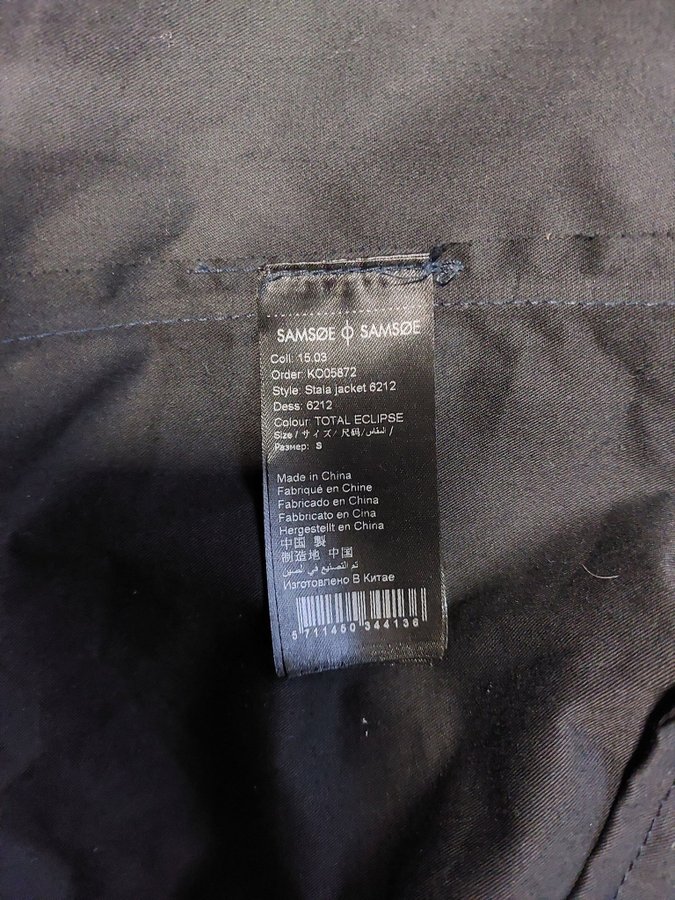 SAMSØE ϕ SAMSØE
Coll: 15.03
Order: KO05872
Style: Stala jacket 6212
Dess: 6212
Colour: TOTAL ECLIPSE
Size / サイズ / 尺码 / المقاس /
Размер: S
Made in China
Fabriqué en Chine
Fabricado en China
Fabbricato en Cina
Hergestellt en China
中国 製
制造地 中国
تم التصنيع في الصين
Изготовлено В Китае
5 711450 344136